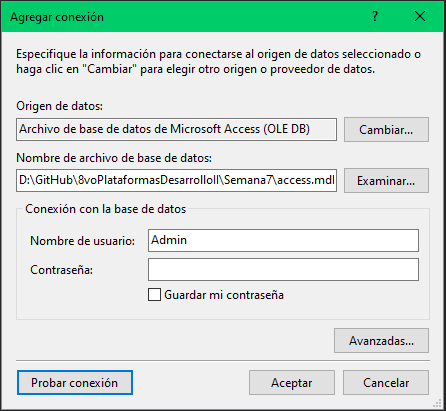 Agregar conexión
?
Especifique la información para conectarse al origen de datos seleccionado o
haga clic en "Cambiar" para elegir otro origen o proveedor de datos.
Origen de datos:
Archivo de base de datos de Microsoft Access (OLE DB)
Cambiar...
Nombre de archivo de base de datos:
D:\GitHub\8voPlataformasDesarrolloII\Semana7\access.mdl
Examinar...
Conexión con la base de datos
Nombre de usuario:
Admin
Contraseña:
Guardar mi contraseña
Avanzadas...
Probar conexión
Aceptar
Cancelar